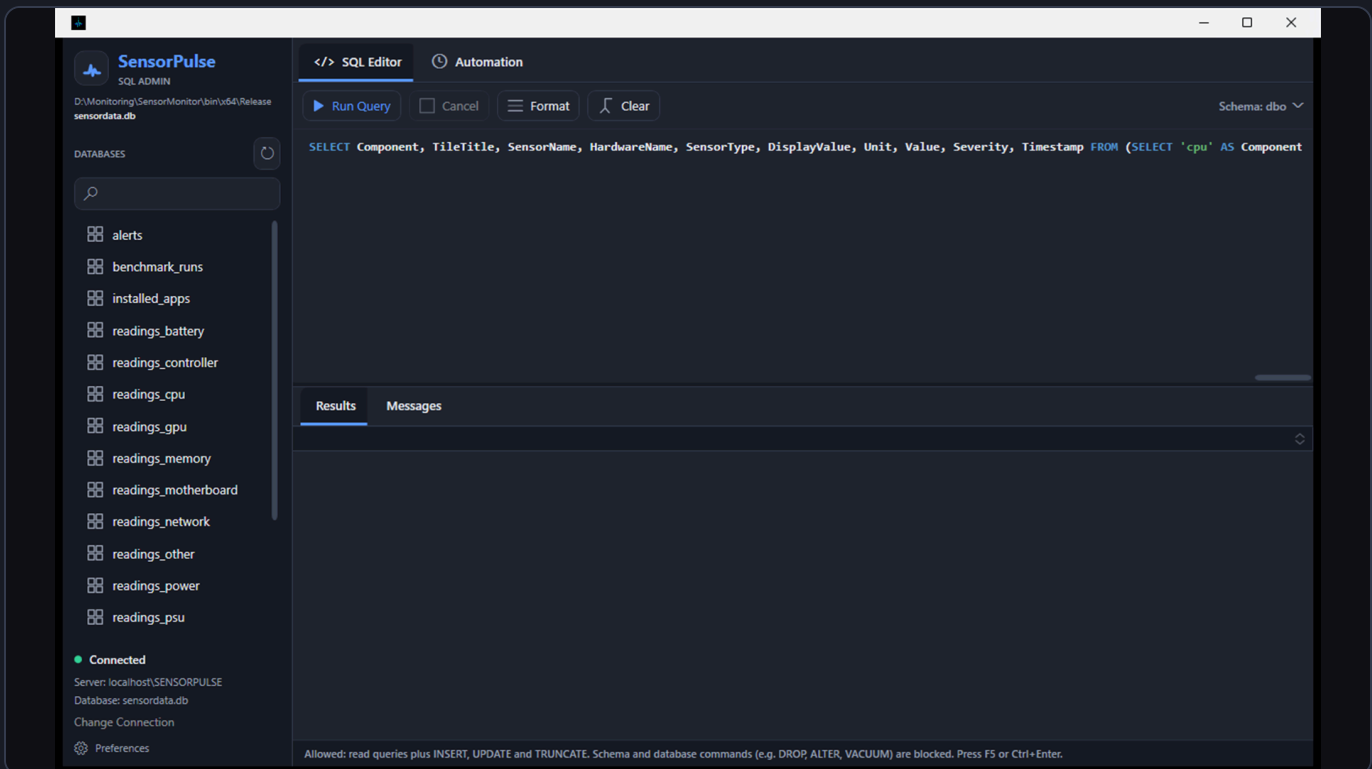 SensorPulse
SQL ADMIN
D:\Monitoring\SensorMonitor\bin\x64\Release
sensordata.db
DATABASES
alerts
benchmark_runs
installed_apps
readings_battery
readings_controller
readings_cpu
readings_gpu
readings_memory
readings_motherboard
readings_network
readings_other
readings_power
readings_psu
Connected
Server: localhost\SENSORPULSE
Database: sensordata.db
Change Connection
Preferences
</> SQL Editor
Automation
Run Query
Cancel
Format
Clear
Schema: dbo
SELECT Component, TileTitle, SensorName, HardwareName, SensorType, DisplayValue, Unit, Value, Severity, Timestamp FROM (SELECT 'cpu' AS Component
Results
Messages
Allowed: read queries plus INSERT, UPDATE and TRUNCATE. Schema and database commands (e.g. DROP, ALTER, VACUUM) are blocked. Press F5 or Ctrl+Enter.